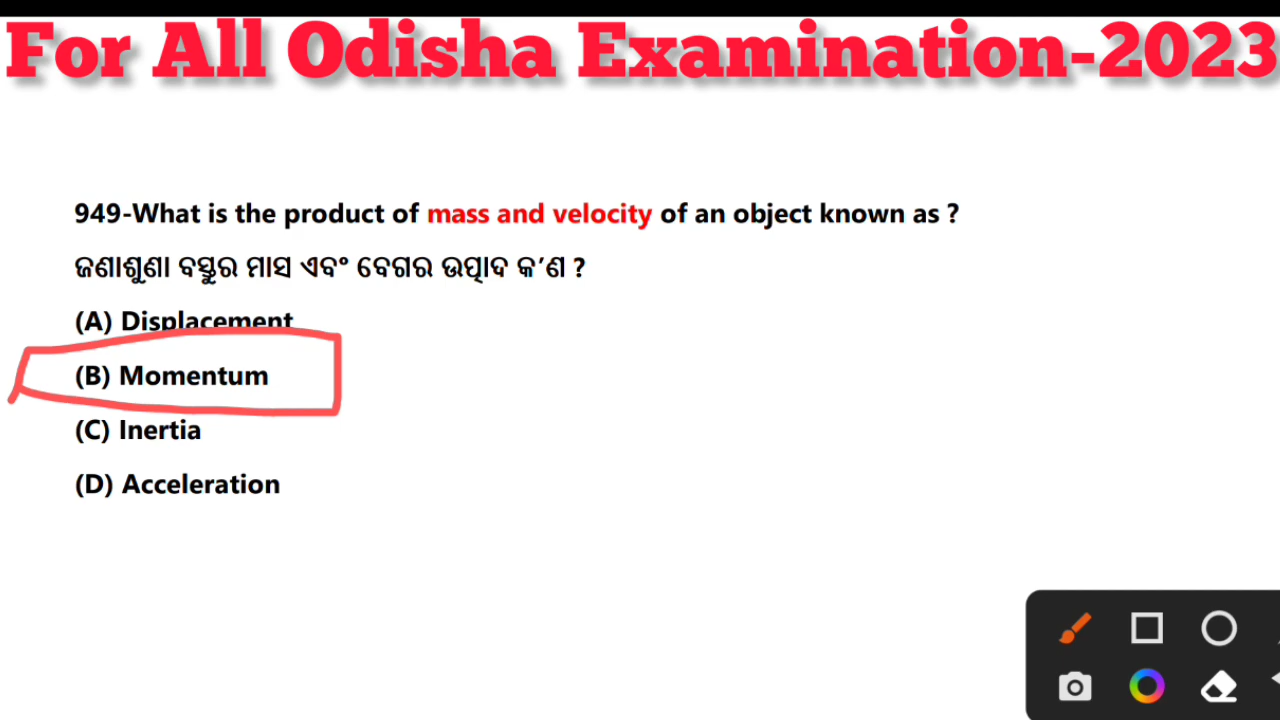 For All Odisha Examination-2023
949-What is the product of mass and velocity of an object known as ?
ଜଣାଶୁଣା ବସ୍ତୁର ମାସ ଏବଂ ବେଗର ଉତ୍ପାଦ କ’ଣ ?
(A) Displacement
(B) Momentum
(C) Inertia
(D) Acceleration